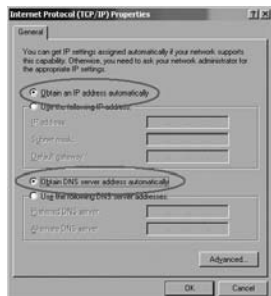 Internet Protocol (TCP/IP) Properties
General
You can get IP settings assigned automatically if your network supports
this capability. Otherwise, you need to ask your network administrator for
the appropriate IP settings.
Obtain an IP address automatically
Use the following IP address:
IP address:
Subnet mask:
Default gateway:
Obtain DNS server address automatically
Use the following DNS server addresses:
Preferred DNS server:
Alternate DNS server:
Advanced...
OK
Cancel